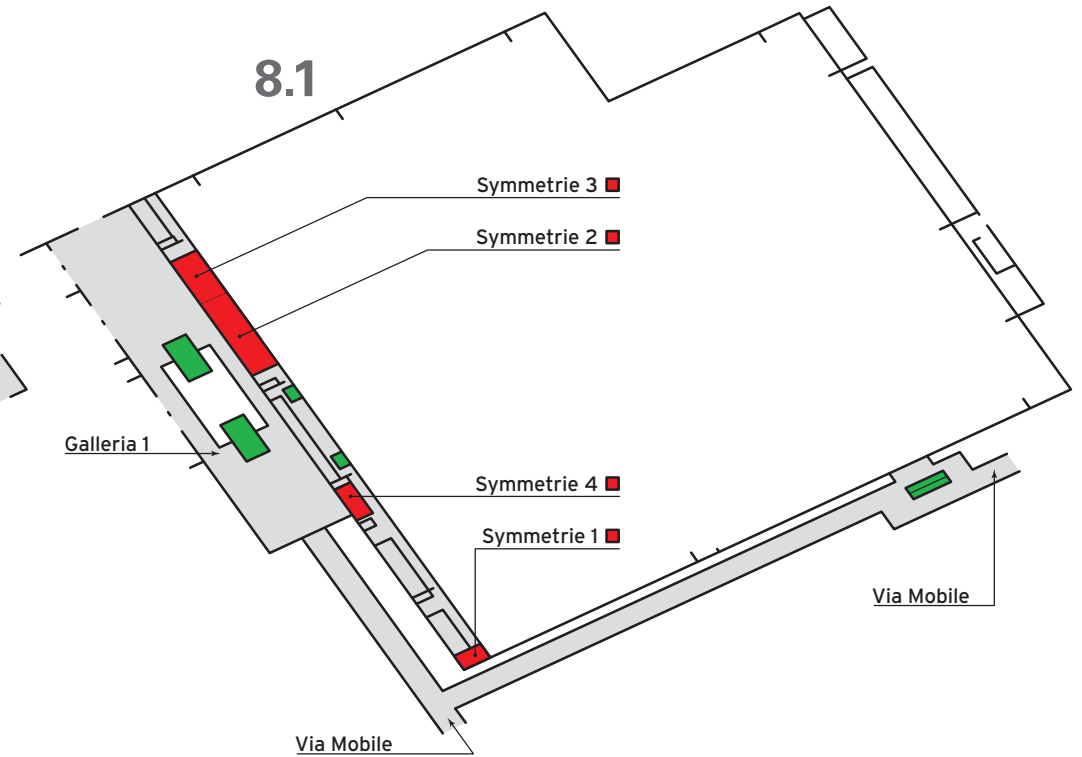 8.1
Symmetrie 3
Symmetrie 2
Galleria 1
Symmetrie 4
Symmetrie 1
Via Mobile
Via Mobile